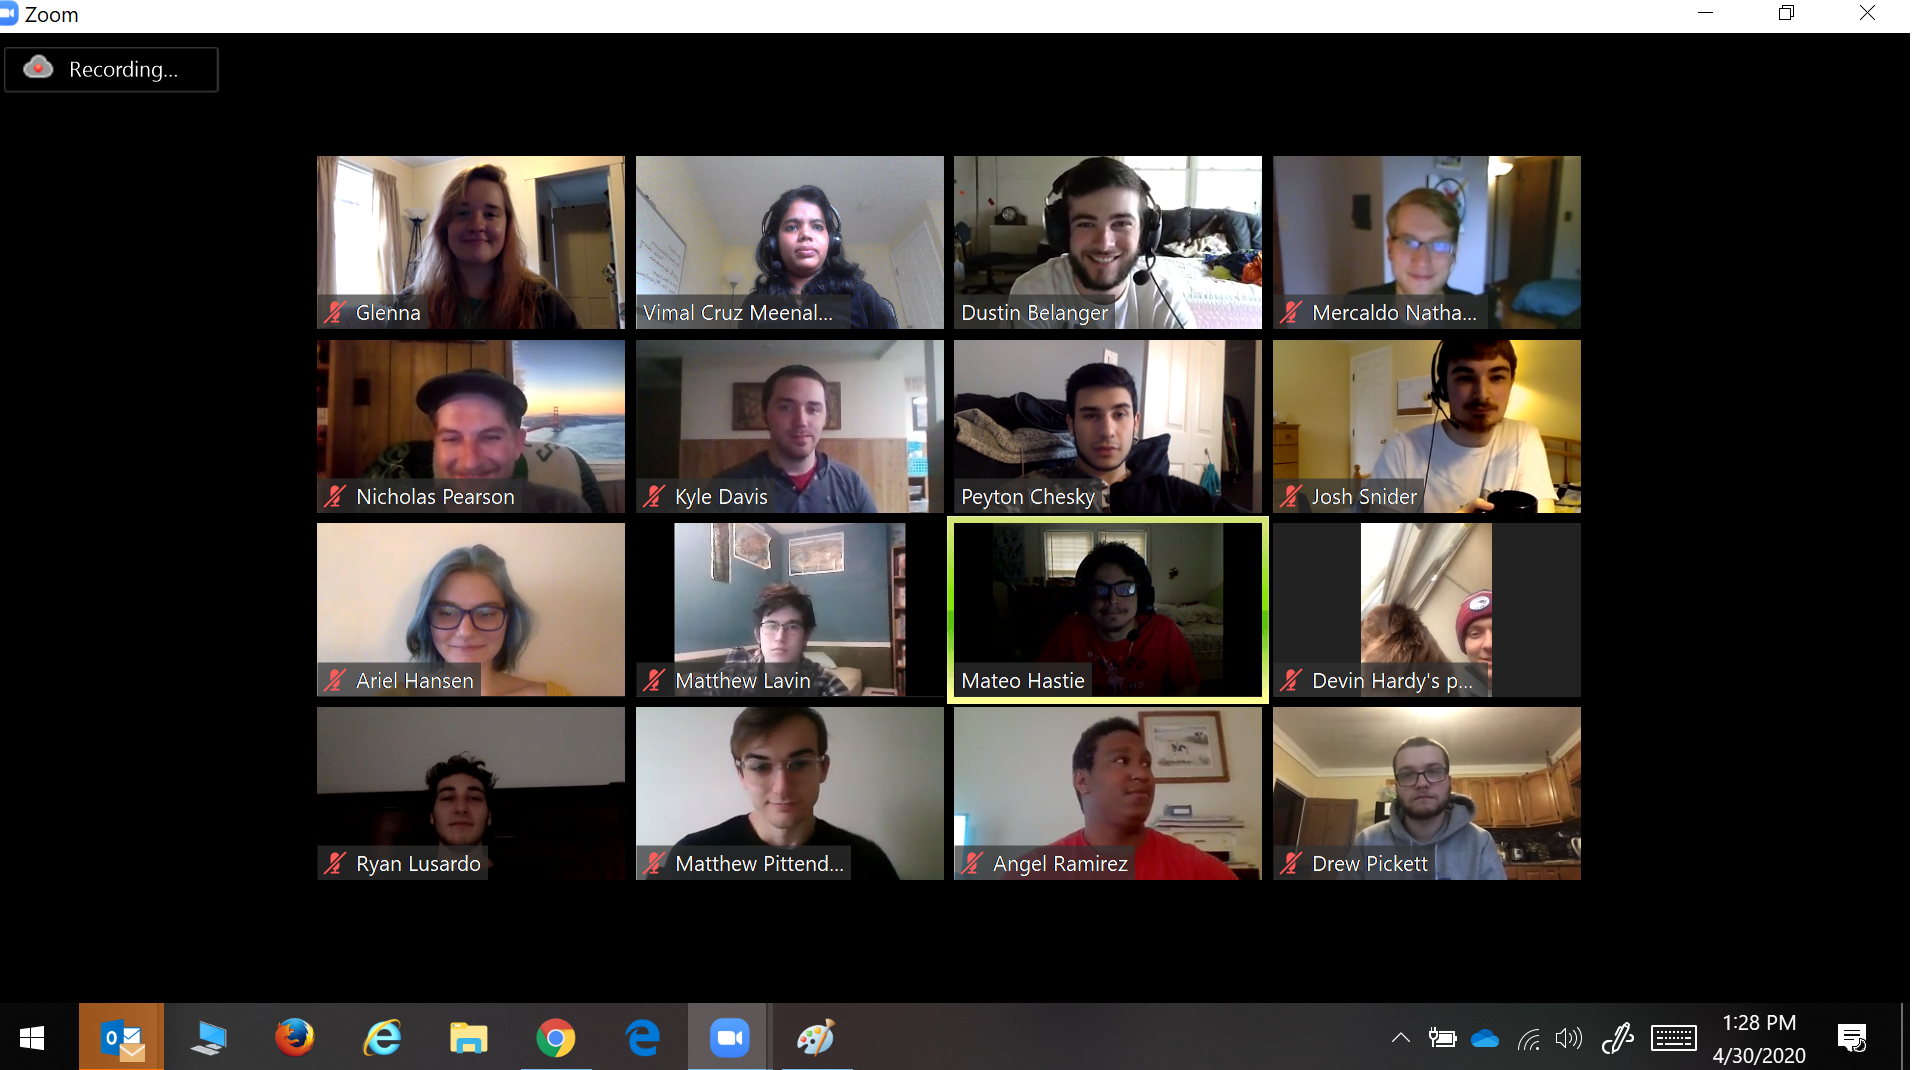 Zoom
Recording...
Glenna
Vimal Cruz Meenal...
Dustin Belanger
Mercaldo Natha...
Nicholas Pearson
Kyle Davis
Peyton Chesky
Josh Snider
Ariel Hansen
Matthew Lavin
Mateo Hastie
Devin Hardy's p...
Ryan Lusardo
Matthew Pittend...
Angel Ramirez
Drew Pickett
1:28 PM
4/30/2020